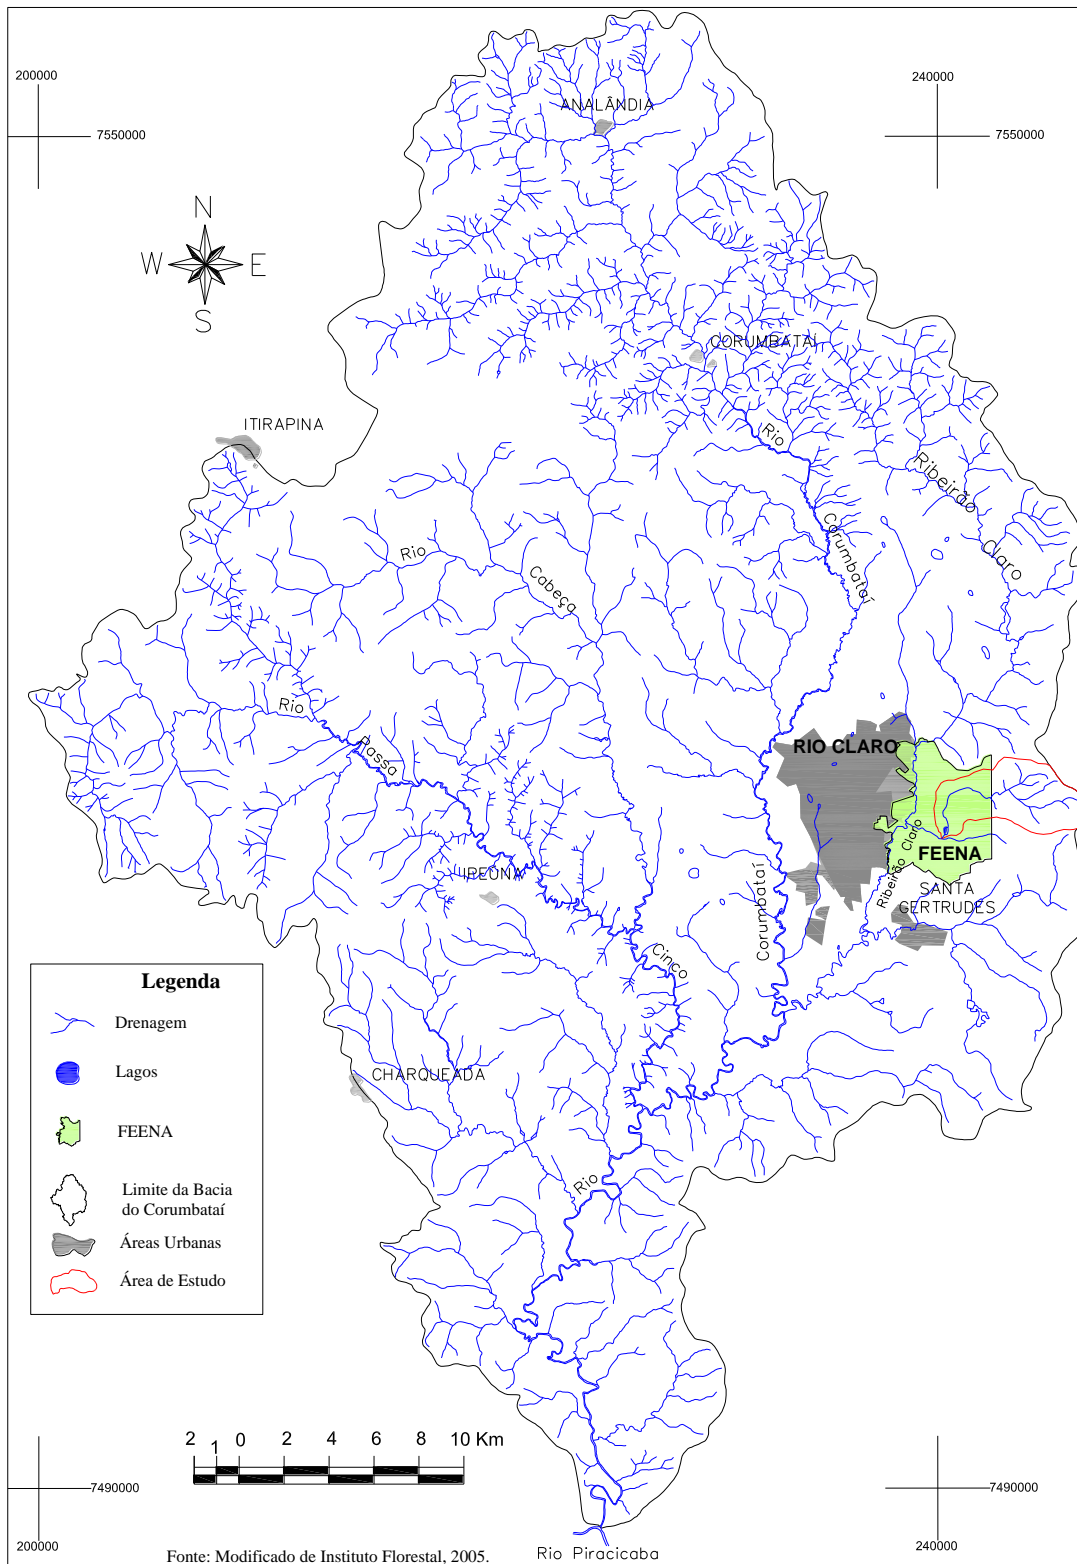 200000
240000
7550000
7550000
ANALÂNDIA
N
W
E
S
CORUMBATAÍ
ITIRAPINA
Rio
Ribeirão
Claro
Corumbataí
Rio
Cabeça
Rio
Passa
RIO CLARO
FEENA
Ribeirão Claro
SANTA
GERTRUDES
IPEÚNA
Corumbataí
Cinco
CHARQUEADA
Rio
Legenda
Drenagem
Lagos
FEENA
Limite da Bacia
do Corumbataí
Áreas Urbanas
Área de Estudo
2 1 0 2 4 6 8 10 Km
7490000
7490000
200000
240000
Fonte: Modificado de Instituto Florestal, 2005.
Rio Piracicaba